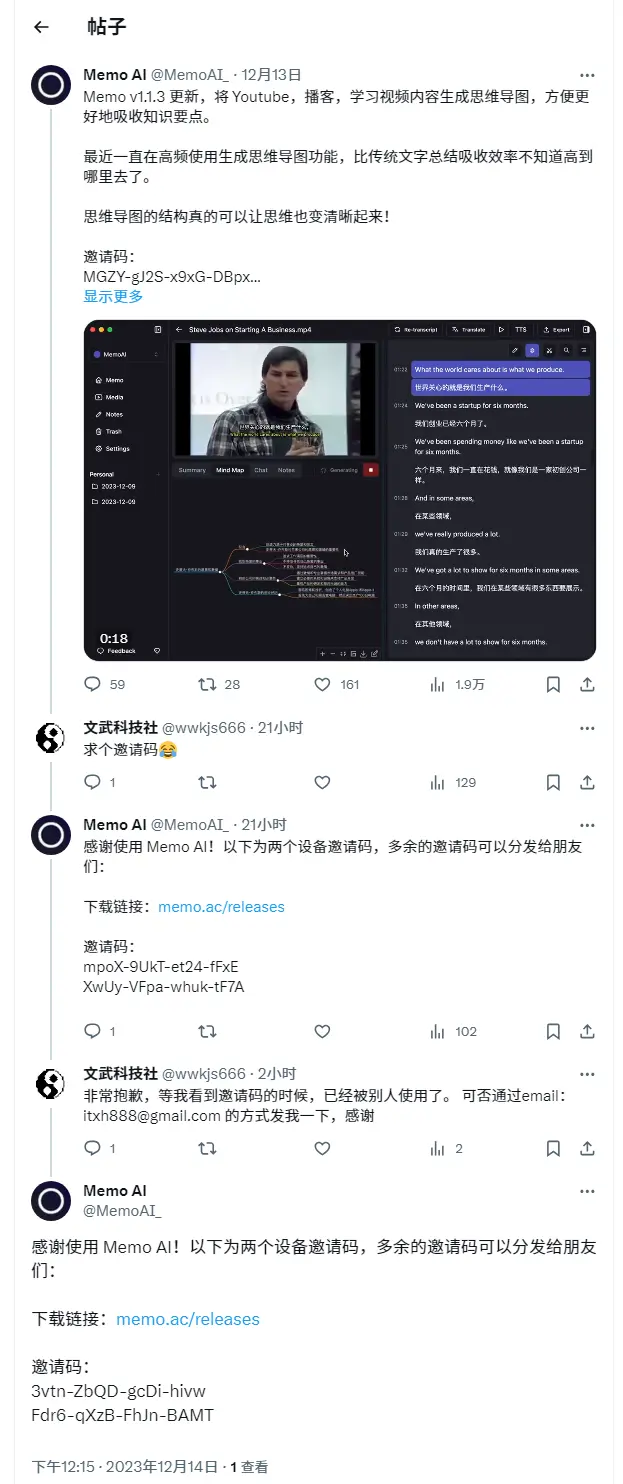 帖子
Memo AI @MemoAI_ · 12月13日
Memo v1.1.3 更新，将 Youtube，播客，学习视频内容生成思维导图，方便更
好地吸收知识要点。
最近一直在高频使用生成思维导图功能，比传统文字总结吸收效率不知道高到
哪里去了。
思维导图的结构真的可以让思维也变清晰起来！
邀请码：
MGZY-gJ2S-x9xG-DBpx...
显示更多
MemoAI
Memo
Media
Notes
Trash
Settings
Personal
2023-12-09
2023-12-09
0:18
Feedback
Steve Jobs on Starting A Business.mp4
世界关心的就是我们生产什么。
What the world cares about is what we produce.
Summary Mind Map Chat Notes Generating
Re-transcript Translate TTS Export
01:22 What the world cares about is what we produce.
世界关心的就是我们生产什么。
01:24 We've been a startup for six months.
我们创业已经六个月了。
01:25 We've been spending money like we've been a startup
for six months.
六个月来，我们一直在花钱，就像我们是一家初创公司一
样。
01:28 And in some areas,
在某些领域，
01:29 we've really produced a lot.
我们真的生产了很多。
01:32 We've got a lot to show for six months in some areas.
在六个月的时间里，我们在某些领域有很多东西要展示。
01:35 In other areas,
在其他领域，
01:35 we don't have a lot to show for six months.
59 28 161 1.9万
文武科技社 @wwkjs666 · 21小时
求个邀请码😂
1 129
Memo AI @MemoAI_ · 21小时
感谢使用 Memo AI！以下为两个设备邀请码，多余的邀请码可以分发给朋友
们：
下载链接：memo.ac/releases
邀请码：
mpoX-9UkT-et24-fFxE
XwUy-VFpa-whuk-tF7A
1 102
文武科技社 @wwkjs666 · 2小时
非常抱歉，等我看到邀请码的时候，已经被别人使用了。 可否通过email：
itxh888@gmail.com 的方式发我一下，感谢
1 2
Memo AI
@MemoAI_
感谢使用 Memo AI！以下为两个设备邀请码，多余的邀请码可以分发给朋友
们：
下载链接：memo.ac/releases
邀请码：
3vtn-ZbQD-gcDi-hivw
Fdr6-qXzB-FhJn-BAMT
下午12:15 · 2023年12月14日 · 1 查看